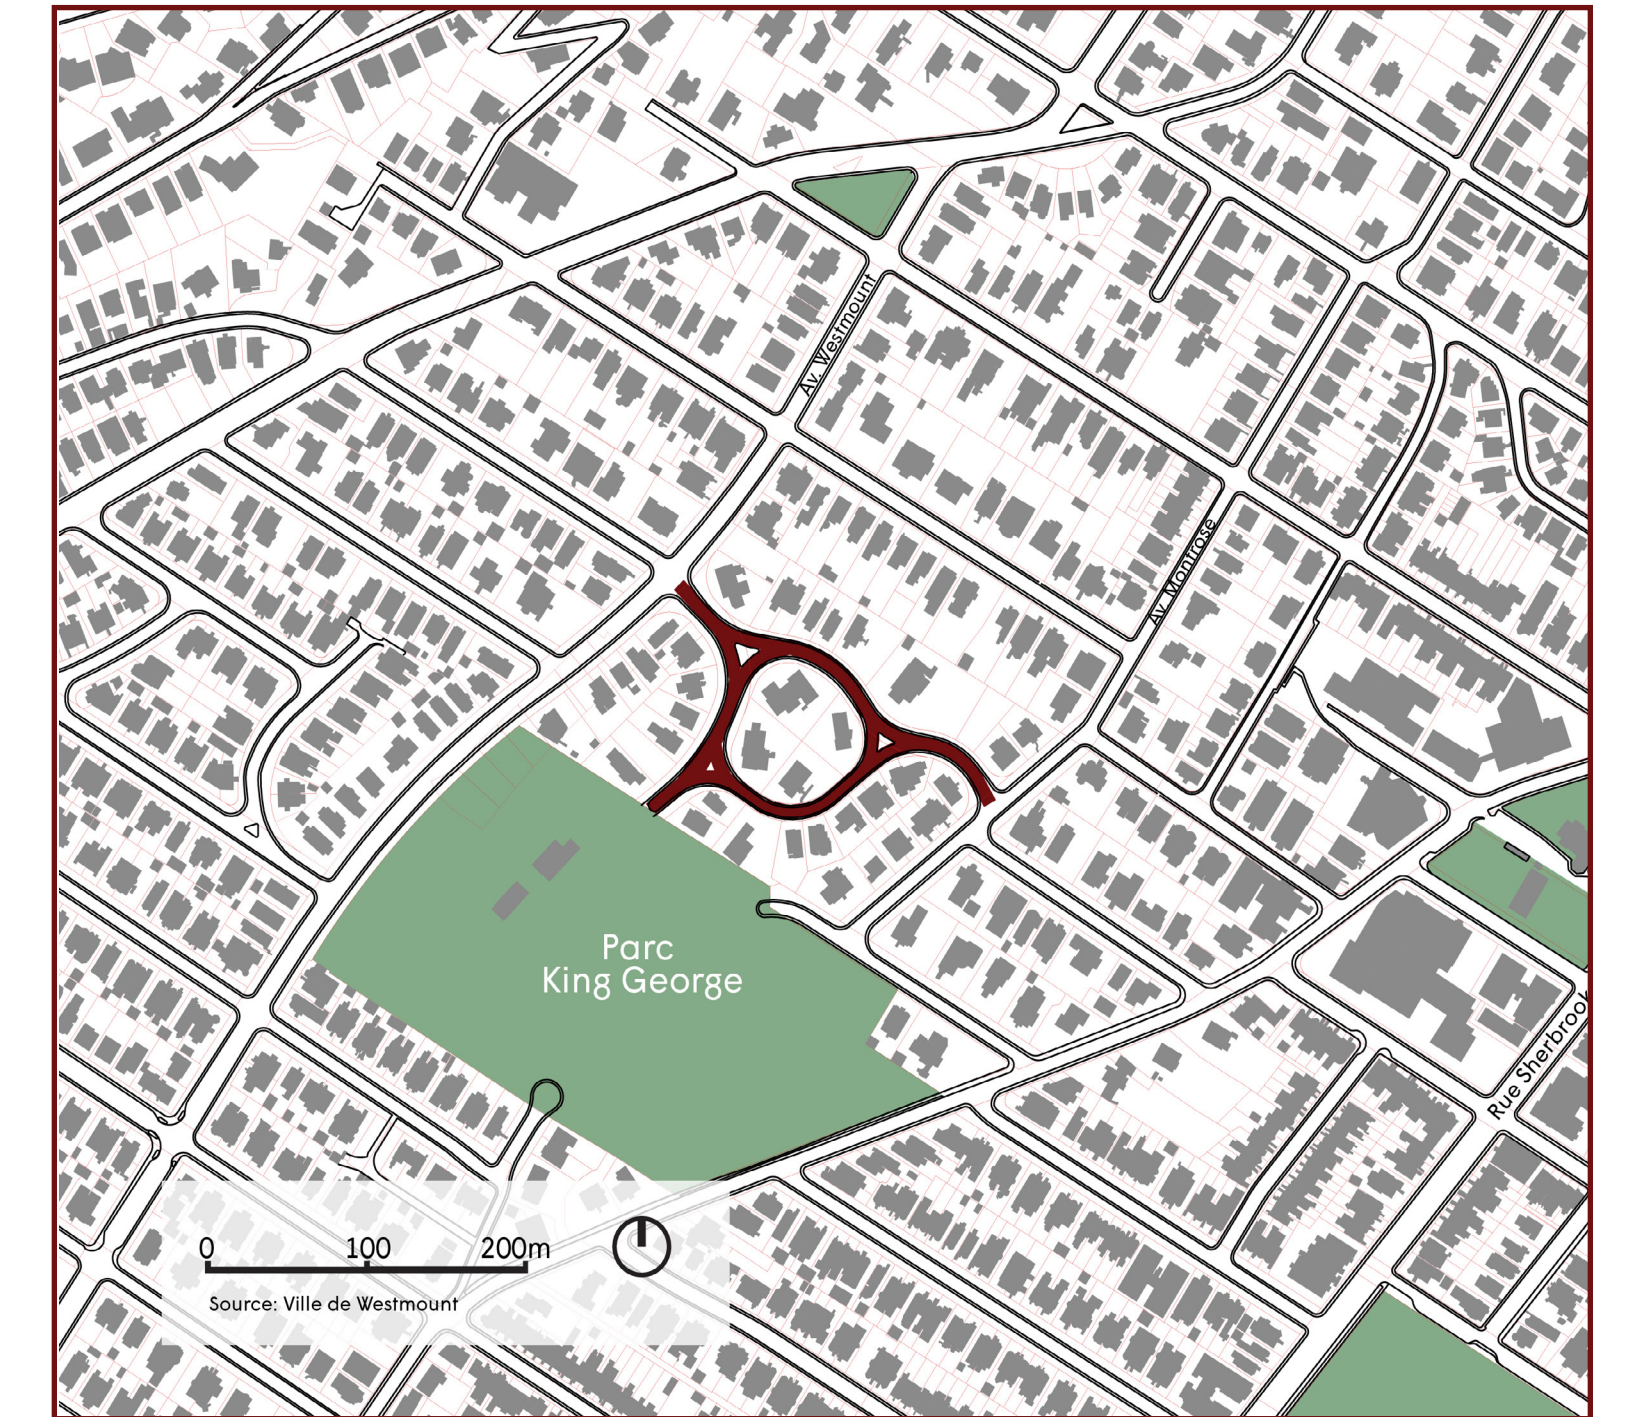 Av. Westmount
Av. Montrose
Parc
King George
Rue Sherbrook
0 100 200m
Source: Ville de Westmount